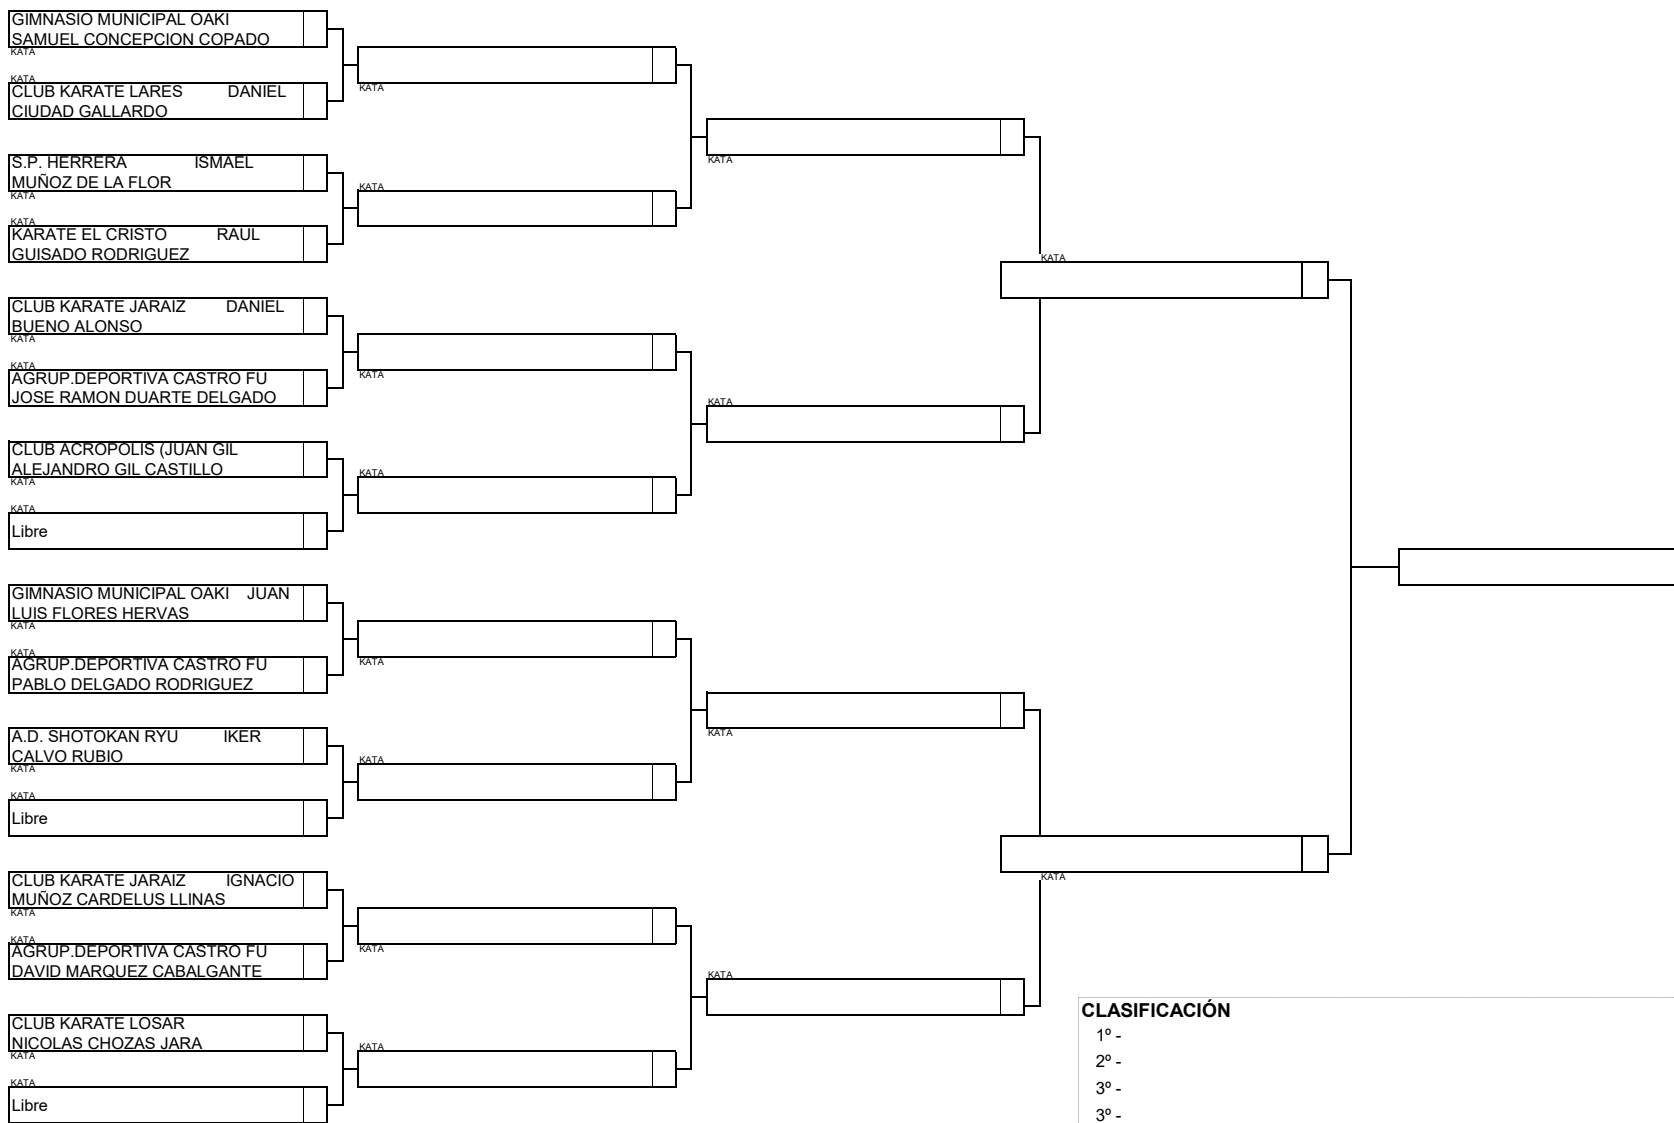 GIMNASIO MUNICIPAL OAKI
SAMUEL CONCEPCION COPADO
KATA
KATA
CLUB KARATE LARES DANIEL
CIUDAD GALLARDO
S.P. HERRERA ISMAEL
MUÑOZ DE LA FLOR
KATA
KATA
KARATE EL CRISTO RAUL
GUISADO RODRIGUEZ
CLUB KARATE JARAIZ DANIEL
BUENO ALONSO
KATA
KATA
AGRUP.DEPORTIVA CASTRO FU
JOSE RAMON DUARTE DELGADO
CLUB ACROPOLIS (JUAN GIL
ALEJANDRO GIL CASTILLO
KATA
KATA
Libre
GIMNASIO MUNICIPAL OAKI JUAN
LUIS FLORES HERVAS
KATA
KATA
AGRUP.DEPORTIVA CASTRO FU
PABLO DELGADO RODRIGUEZ
A.D. SHOTOKAN RYU IKER
CALVO RUBIO
KATA
KATA
Libre
CLUB KARATE JARAIZ IGNACIO
MUÑOZ CARDELUS LLINAS
KATA
KATA
AGRUP.DEPORTIVA CASTRO FU
DAVID MARQUEZ CABALGANTE
CLUB KARATE LOSAR
NICOLAS CHOZAS JARA
KATA
KATA
Libre
KATA
KATA
KATA
KATA
KATA
KATA
KATA
KATA
KATA
KATA
KATA
KATA
KATA
KATA
CLASIFICACIÓN
1º -
2º -
3º -
3º -